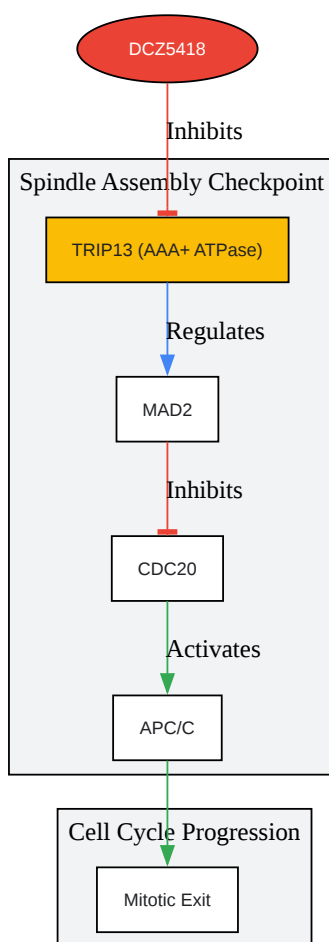 DCZ5418
Inhibits
Spindle Assembly Checkpoint
TRIP13 (AAA+ ATPase)
Regulates
MAD2
Inhibits
CDC20
Activates
APC/C
Cell Cycle Progression
Mitotic Exit